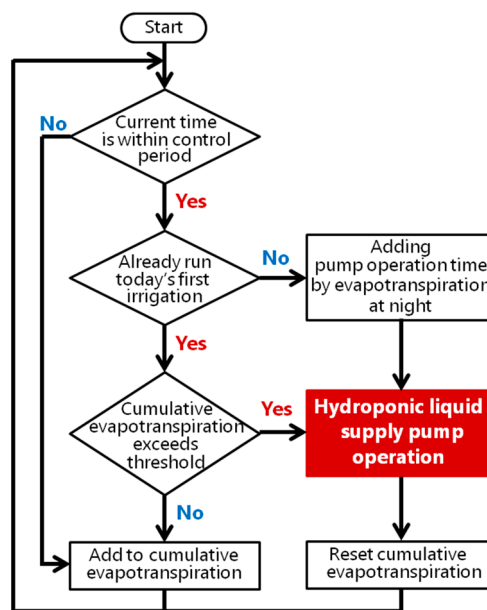 Start
No
Current time
is within control
period
Yes
Already run
today's first
irrigation
No
Adding
pump operation time
by evapotranspiration
at night
Yes
Cumulative
evapotranspiration
exceeds
threshold
Yes
Hydroponic liquid
supply pump
operation
No
Add to cumulative
evapotranspiration
Reset cumulative
evapotranspiration